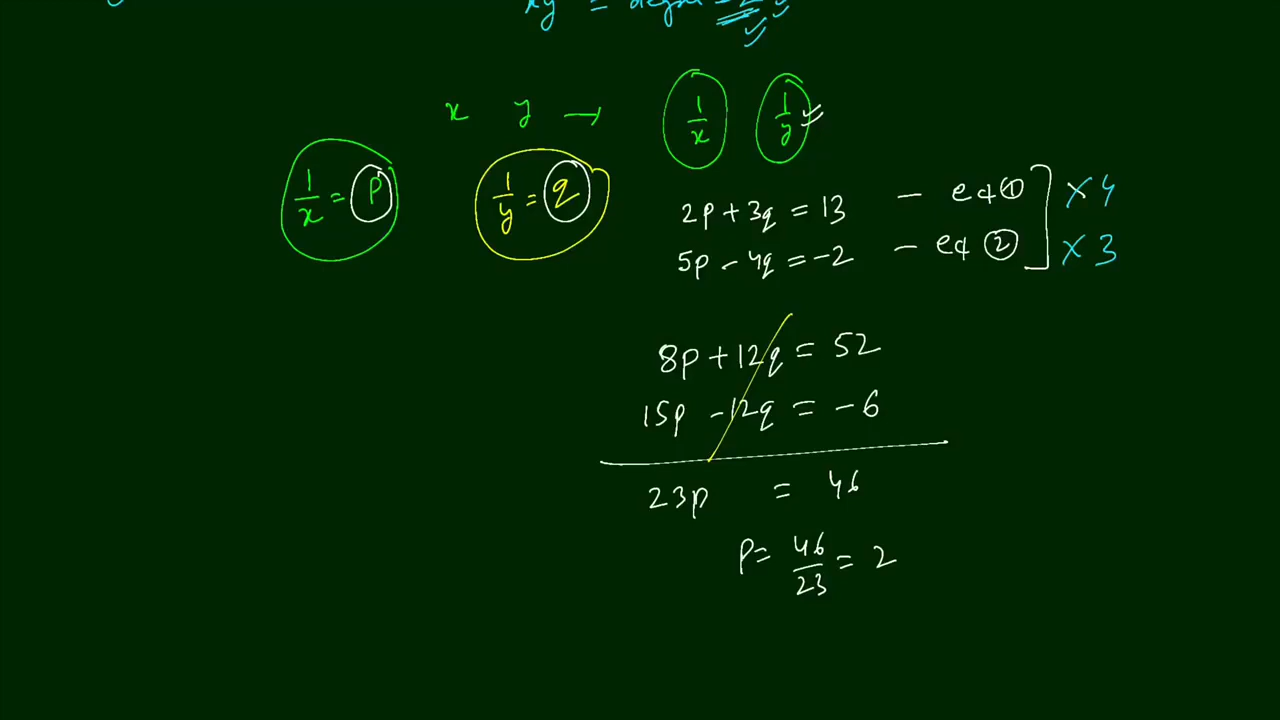 xy =
x y → 1/x 1/y
1/x = p 1/y = q
2p + 3q = 13 – eq ① × 4
5p – 4q = –2 – eq ② × 3
8p + 12q = 52
15p – 12q = – 6
23p = 46
p = 46/23 = 2